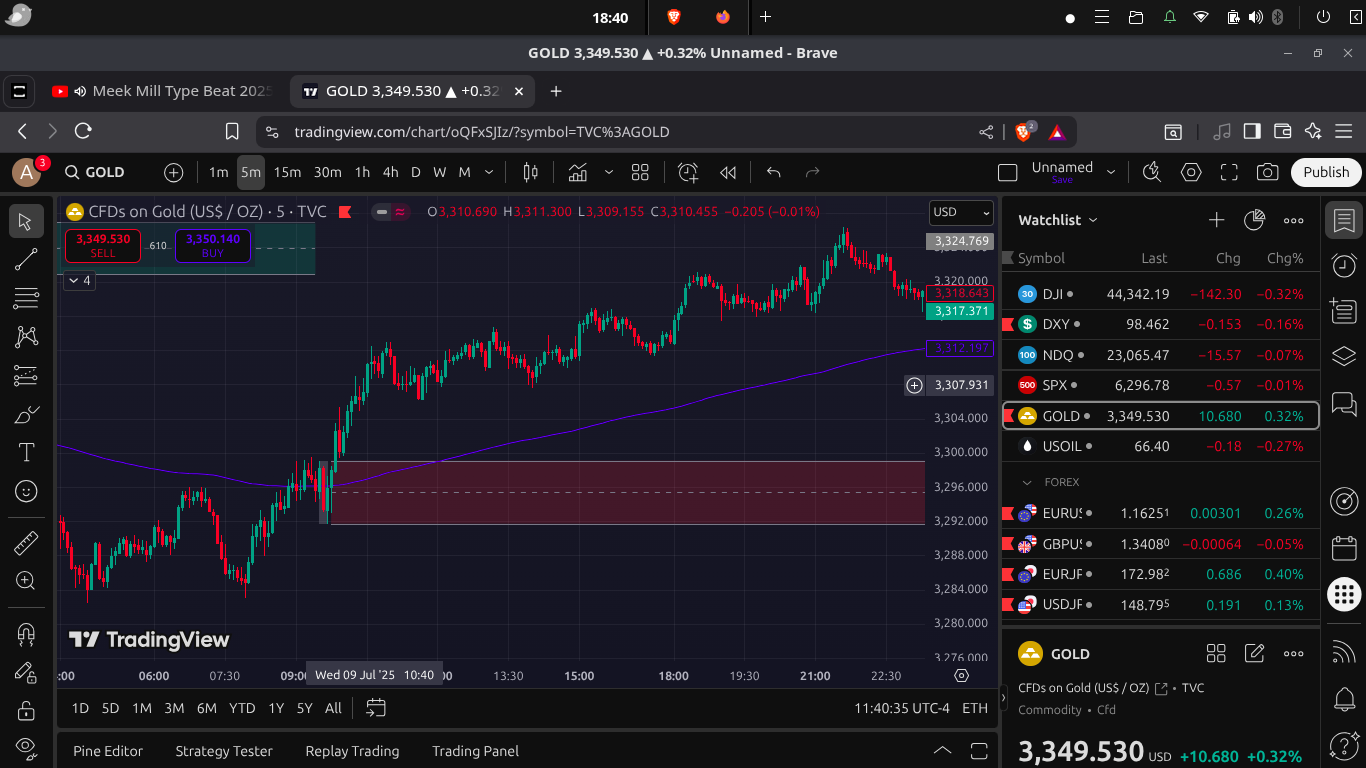 18:40
GOLD 3,349.530 ▲ +0.32% Unnamed - Brave
Meek Mill Type Beat 2025
GOLD 3,349.530 ▲ +0.32
tradingview.com/chart/oQFxSJIz/?symbol=TVC%3AGOLD
2
A 3 GOLD 1m 5m 15m 30m 1h 4h D W M Unnamed Save Publish
CFDs on Gold (US$ / OZ) · 5 · TVC O3,310.690 H3,311.300 L3,309.155 C3,310.455 −0.205 (−0.01%) USD
3,349.530 SELL .610 3,350.140 BUY
4
3,324.769
3,320.000
3,318.643
3,317.371
3,312.197
3,307.931
3,304.000
3,300.000
3,296.000
3,292.000
3,288.000
3,284.000
3,280.000
3,276.000
TradingView
:00 06:00 07:30 09:00 Wed 09 Jul '25 10:40 :00 13:30 15:00 18:00 19:30 21:00 22:30
1D 5D 1M 3M 6M YTD 1Y 5Y All 11:40:35 UTC-4 ETH
Pine Editor Strategy Tester Replay Trading Trading Panel
Watchlist
Symbol Last Chg Chg%
30 DJI 44,342.19 −142.30 −0.32%
DXY 98.462 −0.153 −0.16%
100 NDQ 23,065.47 −15.57 −0.07%
500 SPX 6,296.78 −0.57 −0.01%
GOLD 3,349.530 10.680 0.32%
USOIL 66.40 −0.18 −0.27%
FOREX
EURUS 1.16251 0.00301 0.26%
GBPUS 1.34080 −0.00064 −0.05%
EURJP 172.982 0.686 0.40%
USDJP 148.795 0.191 0.13%
GOLD
CFDs on Gold (US$ / OZ) • TVC
Commodity • Cfd
3,349.530 USD +10.680 +0.32%